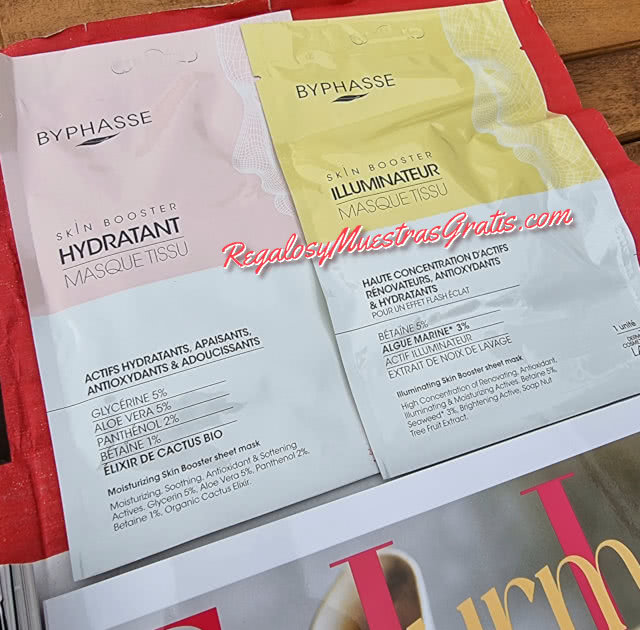 BYPHASSE
SKIN BOOSTER
HYDRATANT
MASQUE TISSU
ACTIFS HYDRATANTS, APAISANTS,
ANTIOXYDANTS & ADOUCISSANTS
GLYCÉRINE 5%
ALOE VERA 5%
PANTHÉNOL 2%
BÉTAÏNE 1%
ÉLIXIR DE CACTUS BIO
Moisturizing Skin Booster sheet mask
Moisturizing, Soothing, Antioxidant & Softening
Actives. Glycerin 5%, Aloe Vera 5%, Panthenol 2%,
Betaine 1%, Organic Cactus Elixir.
BYPHASSE
SKIN BOOSTER
ILLUMINATEUR
MASQUE TISSU
RegalosyMuestrasGratis.com
HAUTE CONCENTRATION D'ACTIFS
RÉNOVATEURS, ANTIOXYDANTS
& HYDRATANTS
POUR UN EFFET FLASH ÉCLAT
BÉTAÏNE 5%
ALGUE MARINE* 3%
ACTIF ILLUMINATEUR
EXTRAIT DE NOIX DE LAVAGE
Illuminating Skin Booster sheet mask
High Concentration of Renovating, Antioxidant,
Illuminating & Moisturizing Actives. Betaine 5%,
Seaweed* 3%, Brightening Active, Soap Nut
Tree Fruit Extract.
1 unité